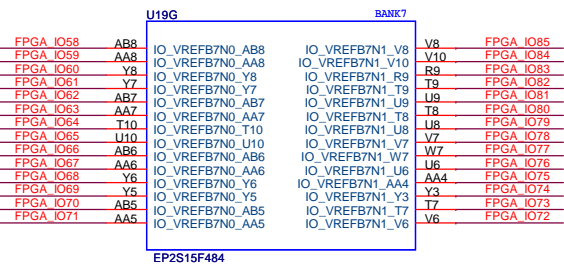 U19G BANK7
FPGA_IO58 AB8 IO_VREFB7N0_AB8 IO_VREFB7N1_V8 V8 FPGA_IO85
FPGA_IO59 AA8 IO_VREFB7N0_AA8 IO_VREFB7N1_V10 V10 FPGA_IO84
FPGA_IO60 Y8 IO_VREFB7N0_Y8 IO_VREFB7N1_R9 R9 FPGA_IO83
FPGA_IO61 Y7 IO_VREFB7N0_Y7 IO_VREFB7N1_T9 T9 FPGA_IO82
FPGA_IO62 AB7 IO_VREFB7N0_AB7 IO_VREFB7N1_U9 U9 FPGA_IO81
FPGA_IO63 AA7 IO_VREFB7N0_AA7 IO_VREFB7N1_T8 T8 FPGA_IO80
FPGA_IO64 T10 IO_VREFB7N0_T10 IO_VREFB7N1_U8 U8 FPGA_IO79
FPGA_IO65 U10 IO_VREFB7N0_U10 IO_VREFB7N1_V7 V7 FPGA_IO78
FPGA_IO66 AB6 IO_VREFB7N0_AB6 IO_VREFB7N1_W7 W7 FPGA_IO77
FPGA_IO67 AA6 IO_VREFB7N0_AA6 IO_VREFB7N1_U6 U6 FPGA_IO76
FPGA_IO68 Y6 IO_VREFB7N0_Y6 IO_VREFB7N1_AA4 AA4 FPGA_IO75
FPGA_IO69 Y5 IO_VREFB7N0_Y5 IO_VREFB7N1_Y3 Y3 FPGA_IO74
FPGA_IO70 AB5 IO_VREFB7N0_AB5 IO_VREFB7N1_T7 T7 FPGA_IO73
FPGA_IO71 AA5 IO_VREFB7N0_AA5 IO_VREFB7N1_V6 V6 FPGA_IO72
EP2S15F484